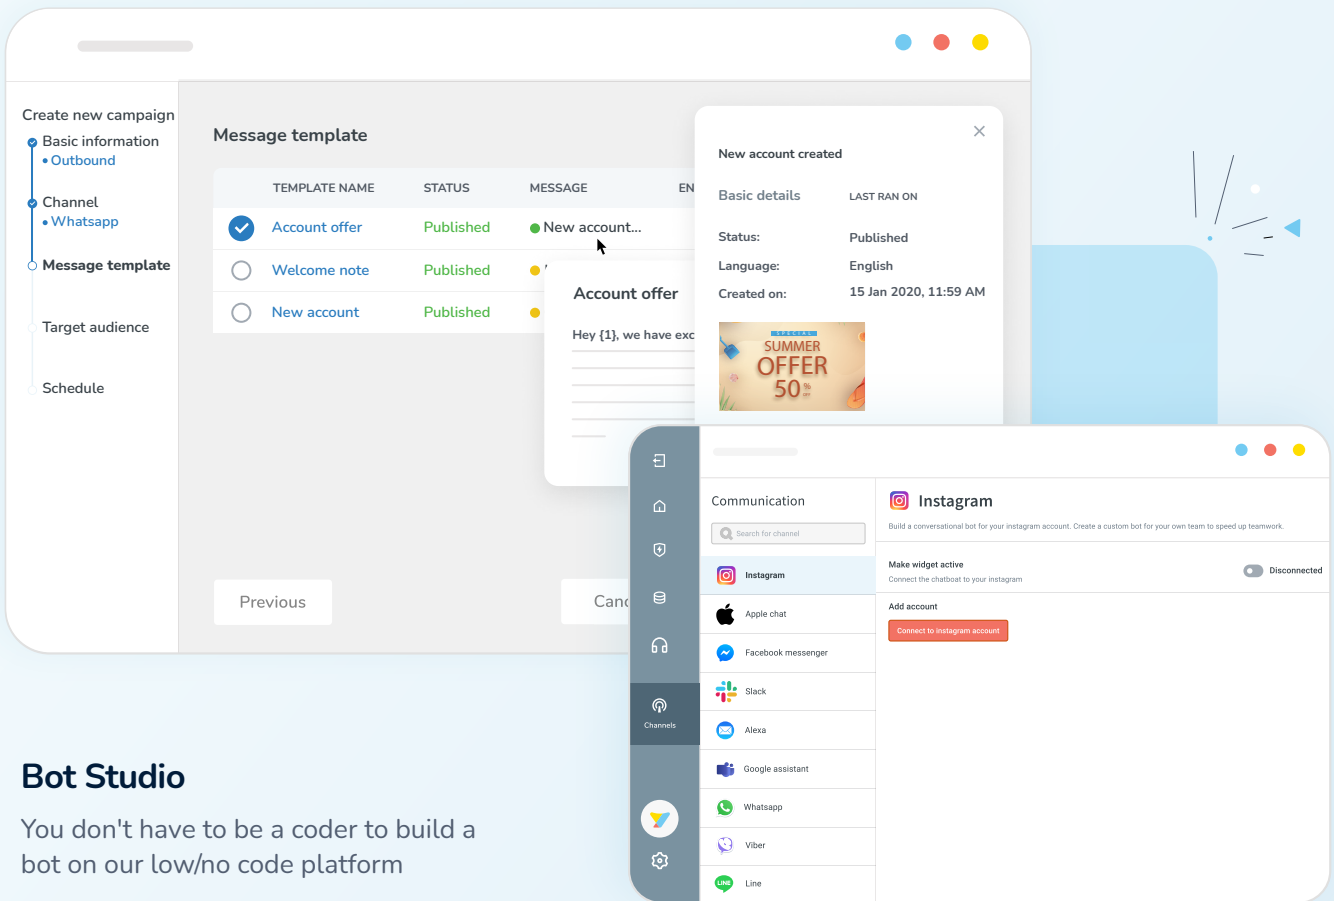 Create new campaign
Basic information
Outbound
Channel
Whatsapp
Message template
Target audience
Schedule
Message template
TEMPLATE NAME STATUS MESSAGE EN
Account offer Published New account...
Welcome note Published
New account Published
Account offer
Hey {1}, we have exc
Previous
Canc
New account created
Basic details LAST RAN ON
Status: Published
Language: English
Created on: 15 Jan 2020, 11:59 AM
SPECIAL
SUMMER
OFFER
50 %
OFF
Channels
Communication
Search for channel
Instagram
Apple chat
Facebook messenger
Slack
Alexa
Google assistant
Whatsapp
Viber
LINE
Line
Instagram
Build a conversational bot for your instagram account. Create a custom bot for your own team to speed up teamwork.
Make widget active
Connect the chatboat to your instagram
Disconnected
Add account
Connect to instagram account
Bot Studio
You don't have to be a coder to build a
bot on our low/no code platform